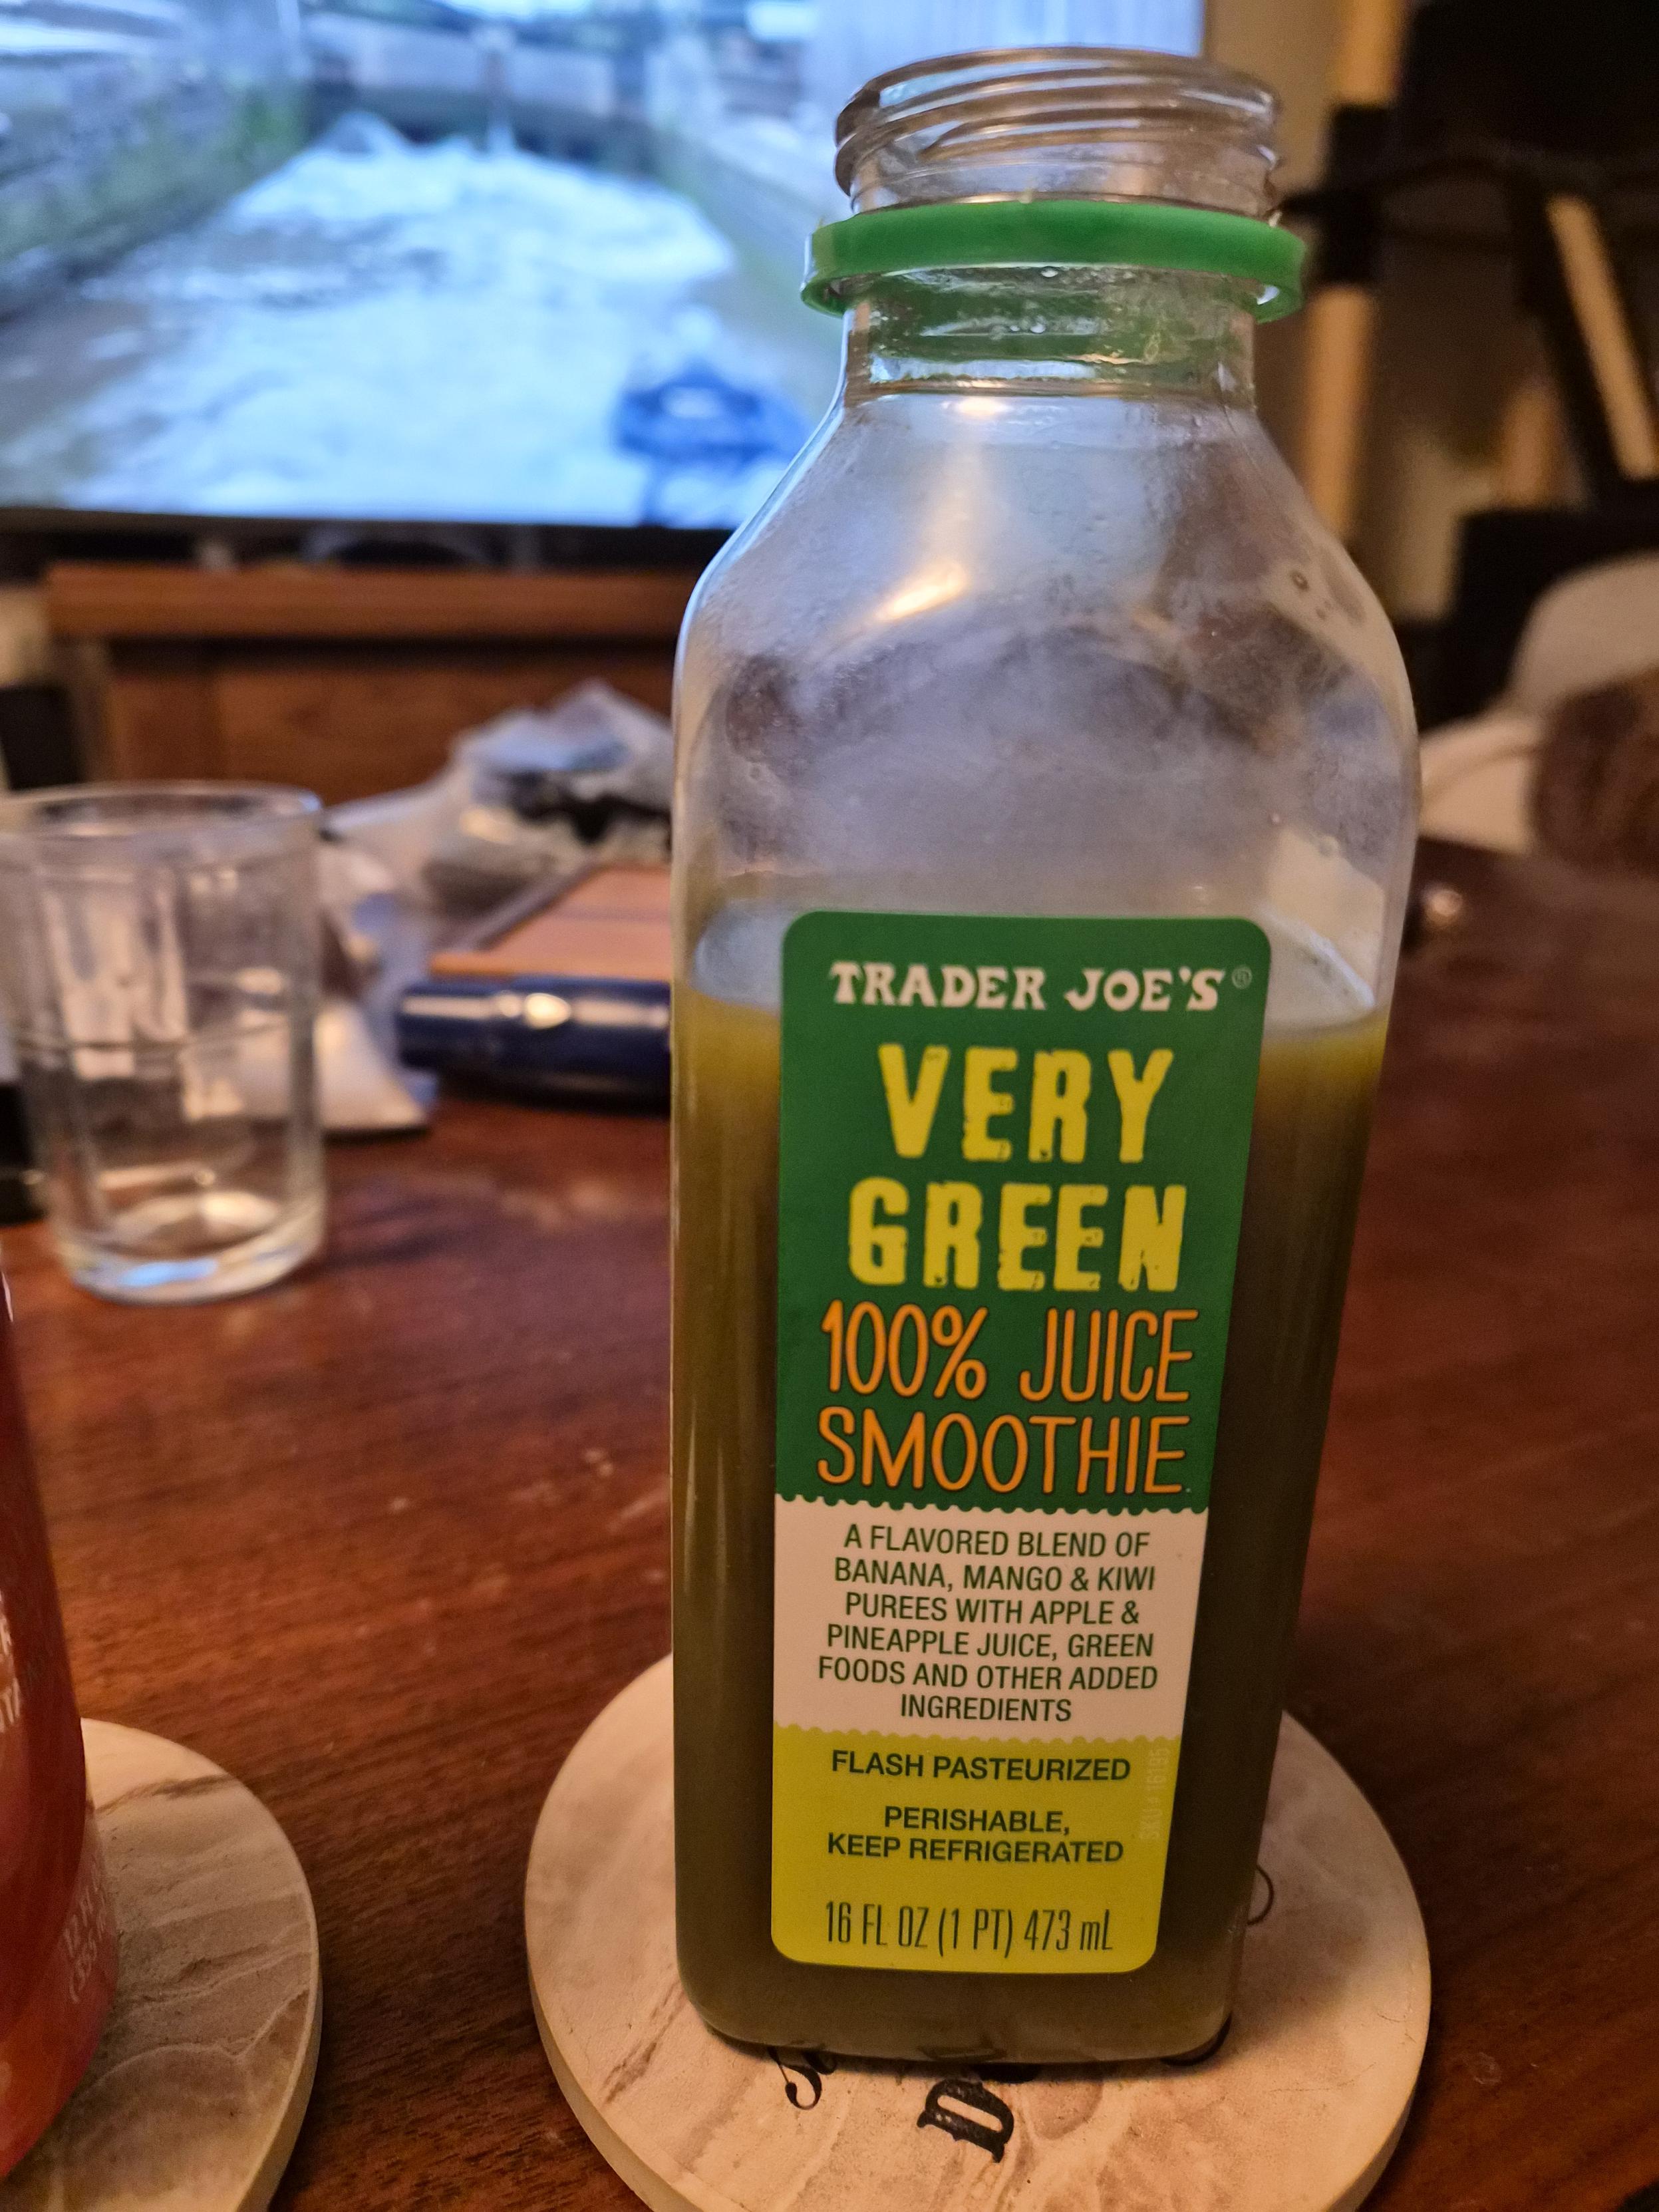 TRADER JOE'S®
VERY
GREEN
100% JUICE
SMOOTHIE
A FLAVORED BLEND OF
BANANA, MANGO & KIWI
PUREES WITH APPLE &
PINEAPPLE JUICE, GREEN
FOODS AND OTHER ADDED
INGREDIENTS
FLASH PASTEURIZED
PERISHABLE,
KEEP REFRIGERATED
16 FL OZ (1 PT) 473 mL